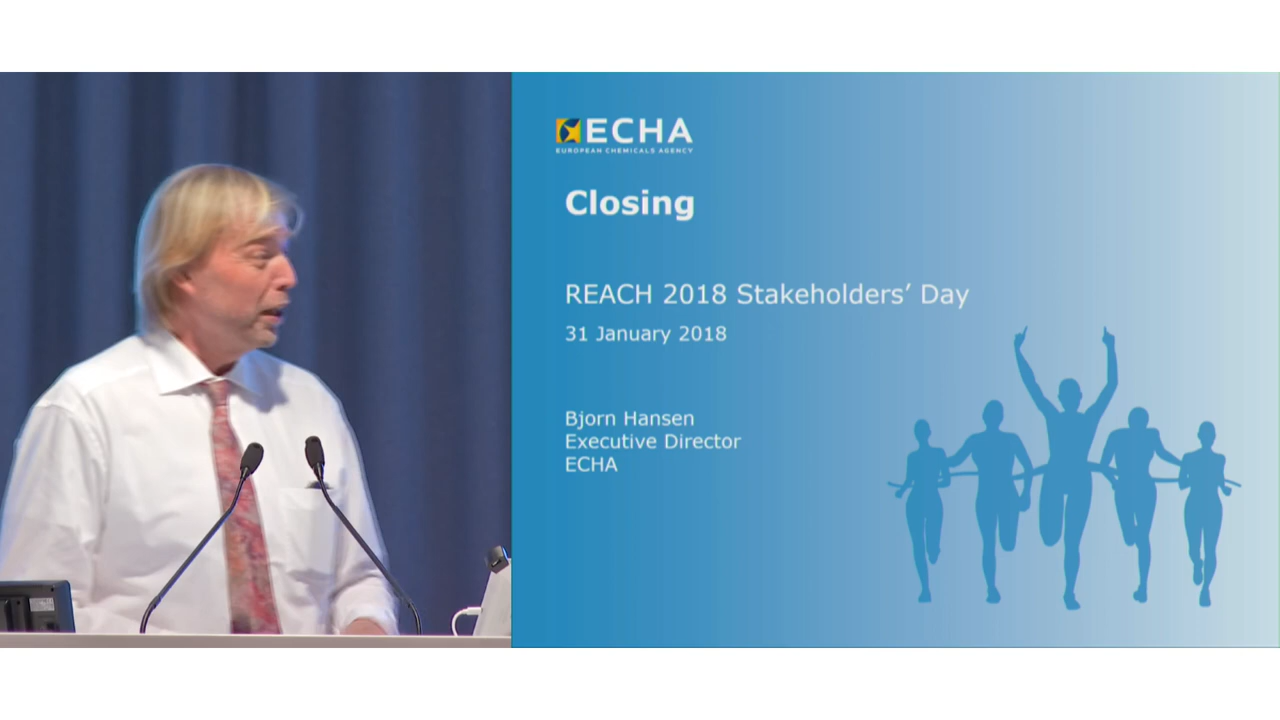 ECHA
EUROPEAN CHEMICALS AGENCY
Closing
REACH 2018 Stakeholders’ Day
31 January 2018
Bjorn Hansen
Executive Director
ECHA